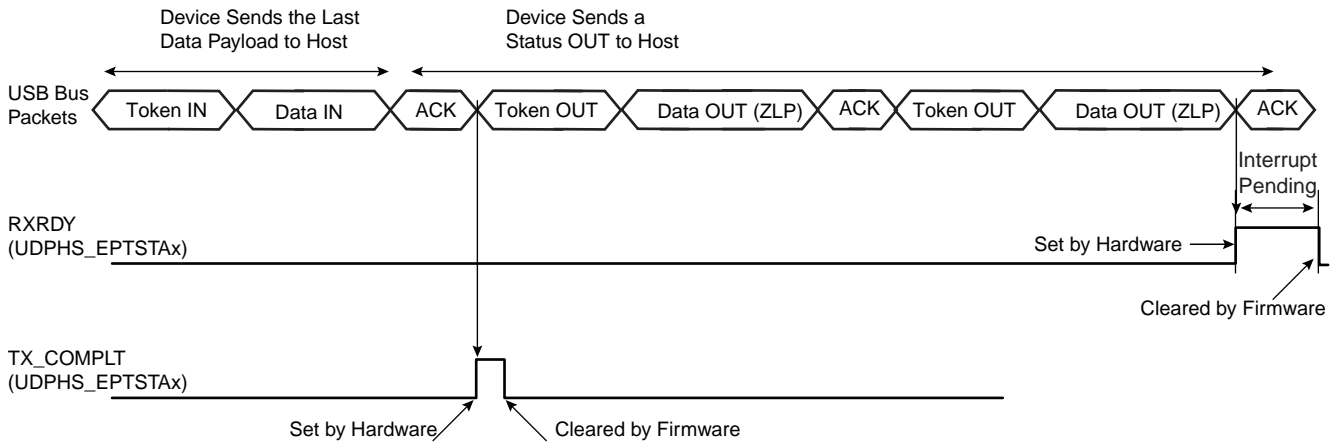 Device Sends the Last
Data Payload to Host
Device Sends a
Status OUT to Host
USB Bus
Packets
Token IN
Data IN
ACK
Token OUT
Data OUT (ZLP)
ACK
Token OUT
Data OUT (ZLP)
ACK
Interrupt
Pending
RXRDY
(UDPHS_EPTSTAx)
Set by Hardware
Cleared by Firmware
TX_COMPLT
(UDPHS_EPTSTAx)
Set by Hardware
Cleared by Firmware